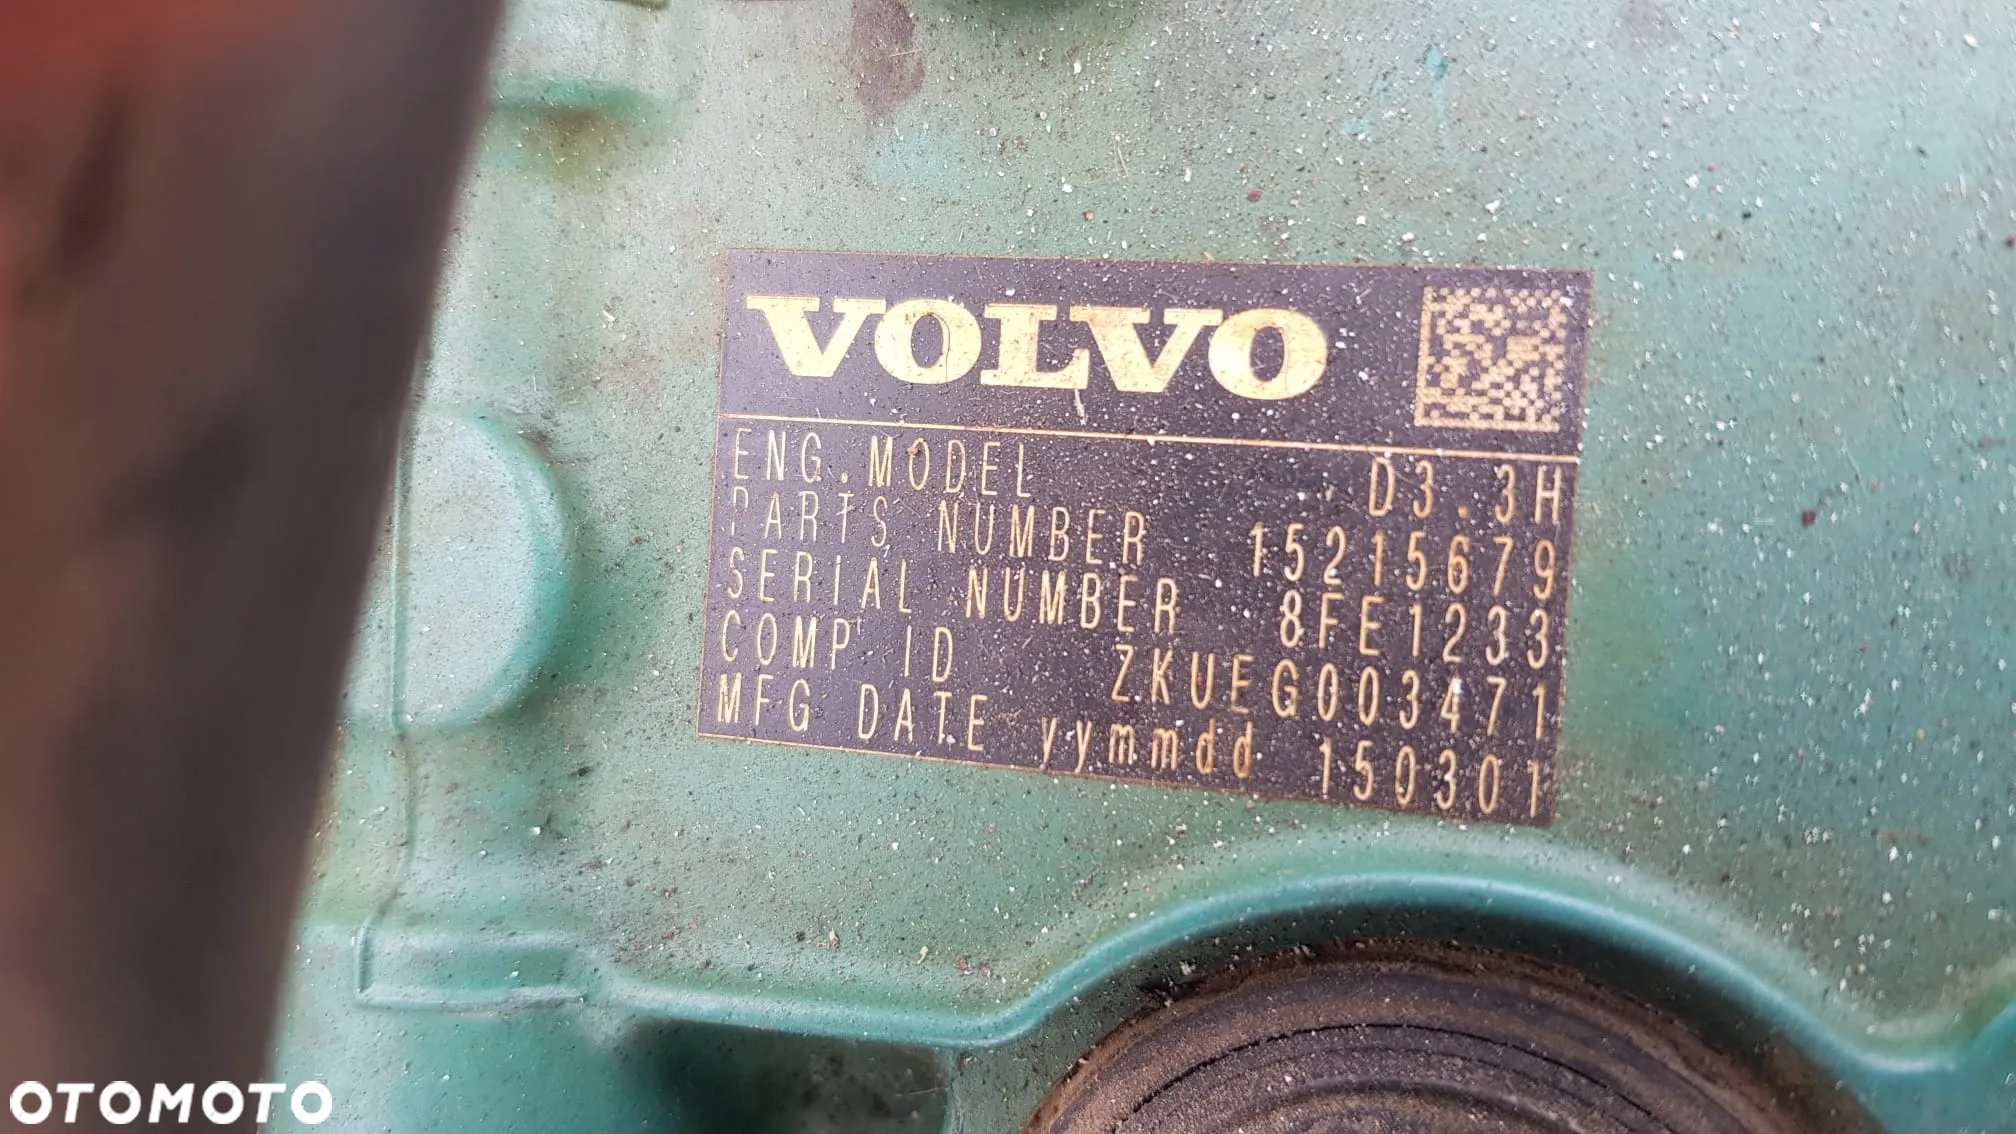 VOLVO
ENG.MODEL D3.3H
PARTS NUMBER 15215679
SERIAL NUMBER 8FE1233
COMP ID ZKUEG003471
MFG DATE yymmdd 150301
OTOMOTO